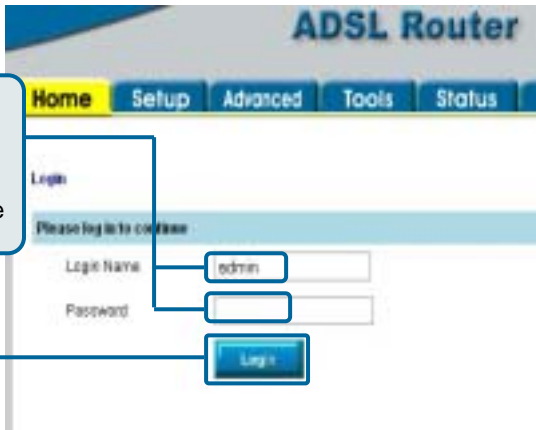 ADSL Router
Home Setup Advanced Tools Status
Login
e
Please log in to continue
Login Name admin
Password
Login